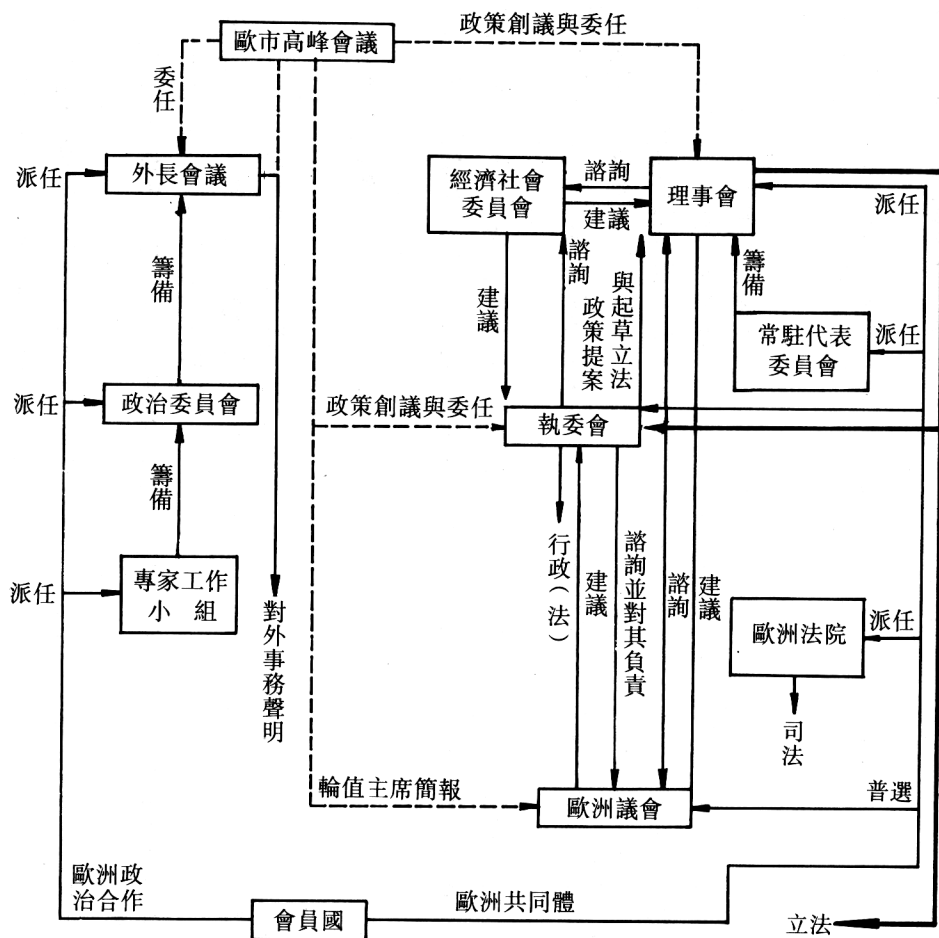 政策創議與委任
歐市高峰會議
委任
派任
外長會議
經濟社會
委員會
諮詢
建議
理事會
派任
籌備
建議
諮詢
政策提案
與起草立法
籌備
常駐代表
委員會
派任
派任
政治委員會
政策創議與委任
執委會
籌備
派任
專家工作
小組
對外事務聲明
行政(法)
建議
諮詢並對其負責
諮詢
建議
歐洲法院
派任
司法
輪值主席簡報
歐洲議會
普選
歐洲政
治合作
會員國
歐洲共同體
立法